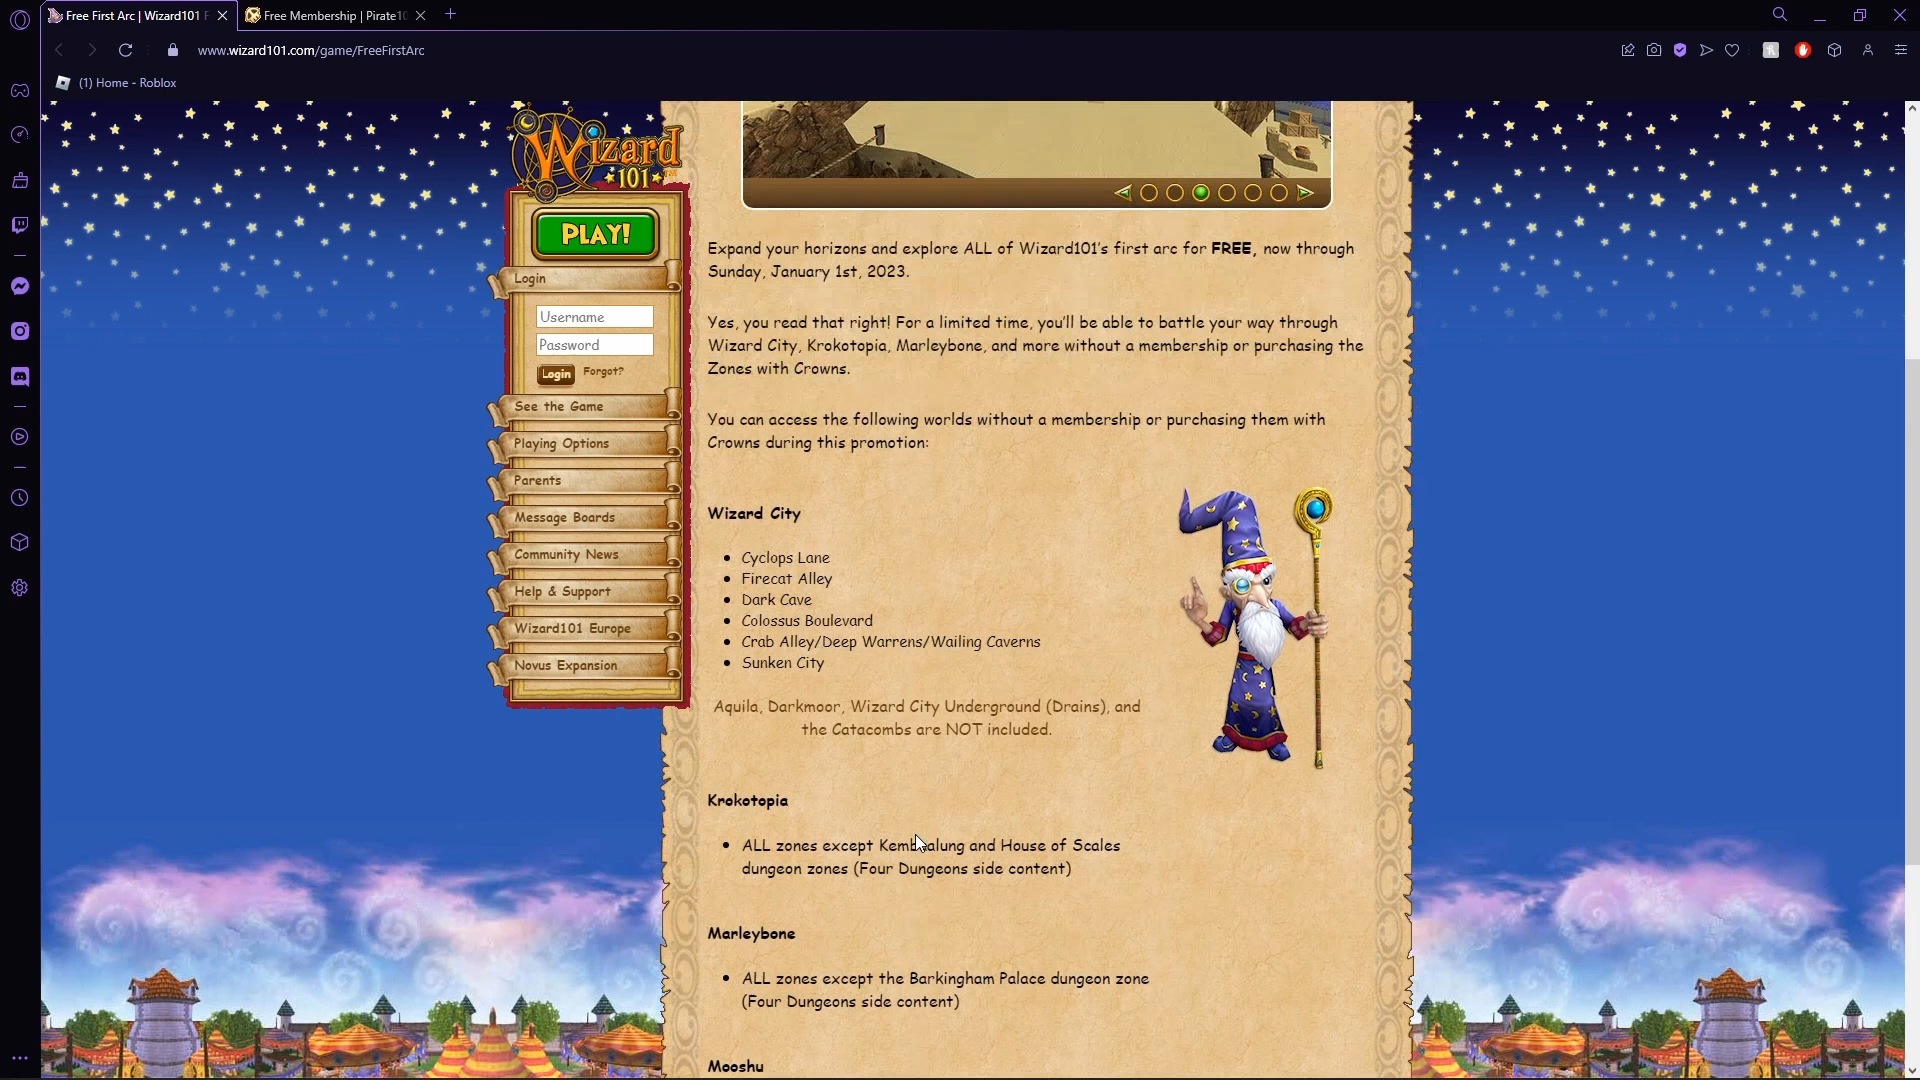 Free First Arc | Wizard101 F
Free Membership | Pirate10
www.wizard101.com/game/FreeFirstArc
(1) Home - Roblox
Wizard
101
PLAY!
Login
Username
Password
Login Forgot?
See the Game
Playing Options
Parents
Message Boards
Community News
Help & Support
Wizard101 Europe
Novus Expansion
Expand your horizons and explore ALL of Wizard101's first arc for FREE, now through
Sunday, January 1st, 2023.
Yes, you read that right! For a limited time, you'll be able to battle your way through
Wizard City, Krokotopia, Marleybone, and more without a membership or purchasing the
Zones with Crowns.
You can access the following worlds without a membership or purchasing them with
Crowns during this promotion:
Wizard City
• Cyclops Lane
• Firecat Alley
• Dark Cave
• Colossus Boulevard
• Crab Alley/Deep Warrens/Wailing Caverns
• Sunken City
Aquila, Darkmoor, Wizard City Underground (Drains), and
the Catacombs are NOT included.
Krokotopia
• ALL zones except and House of Scales
dungeon zones (Four Dungeons side content)
Marleybone
• ALL zones except the Barkingham Palace dungeon zone
(Four Dungeons side content)
Mooshu